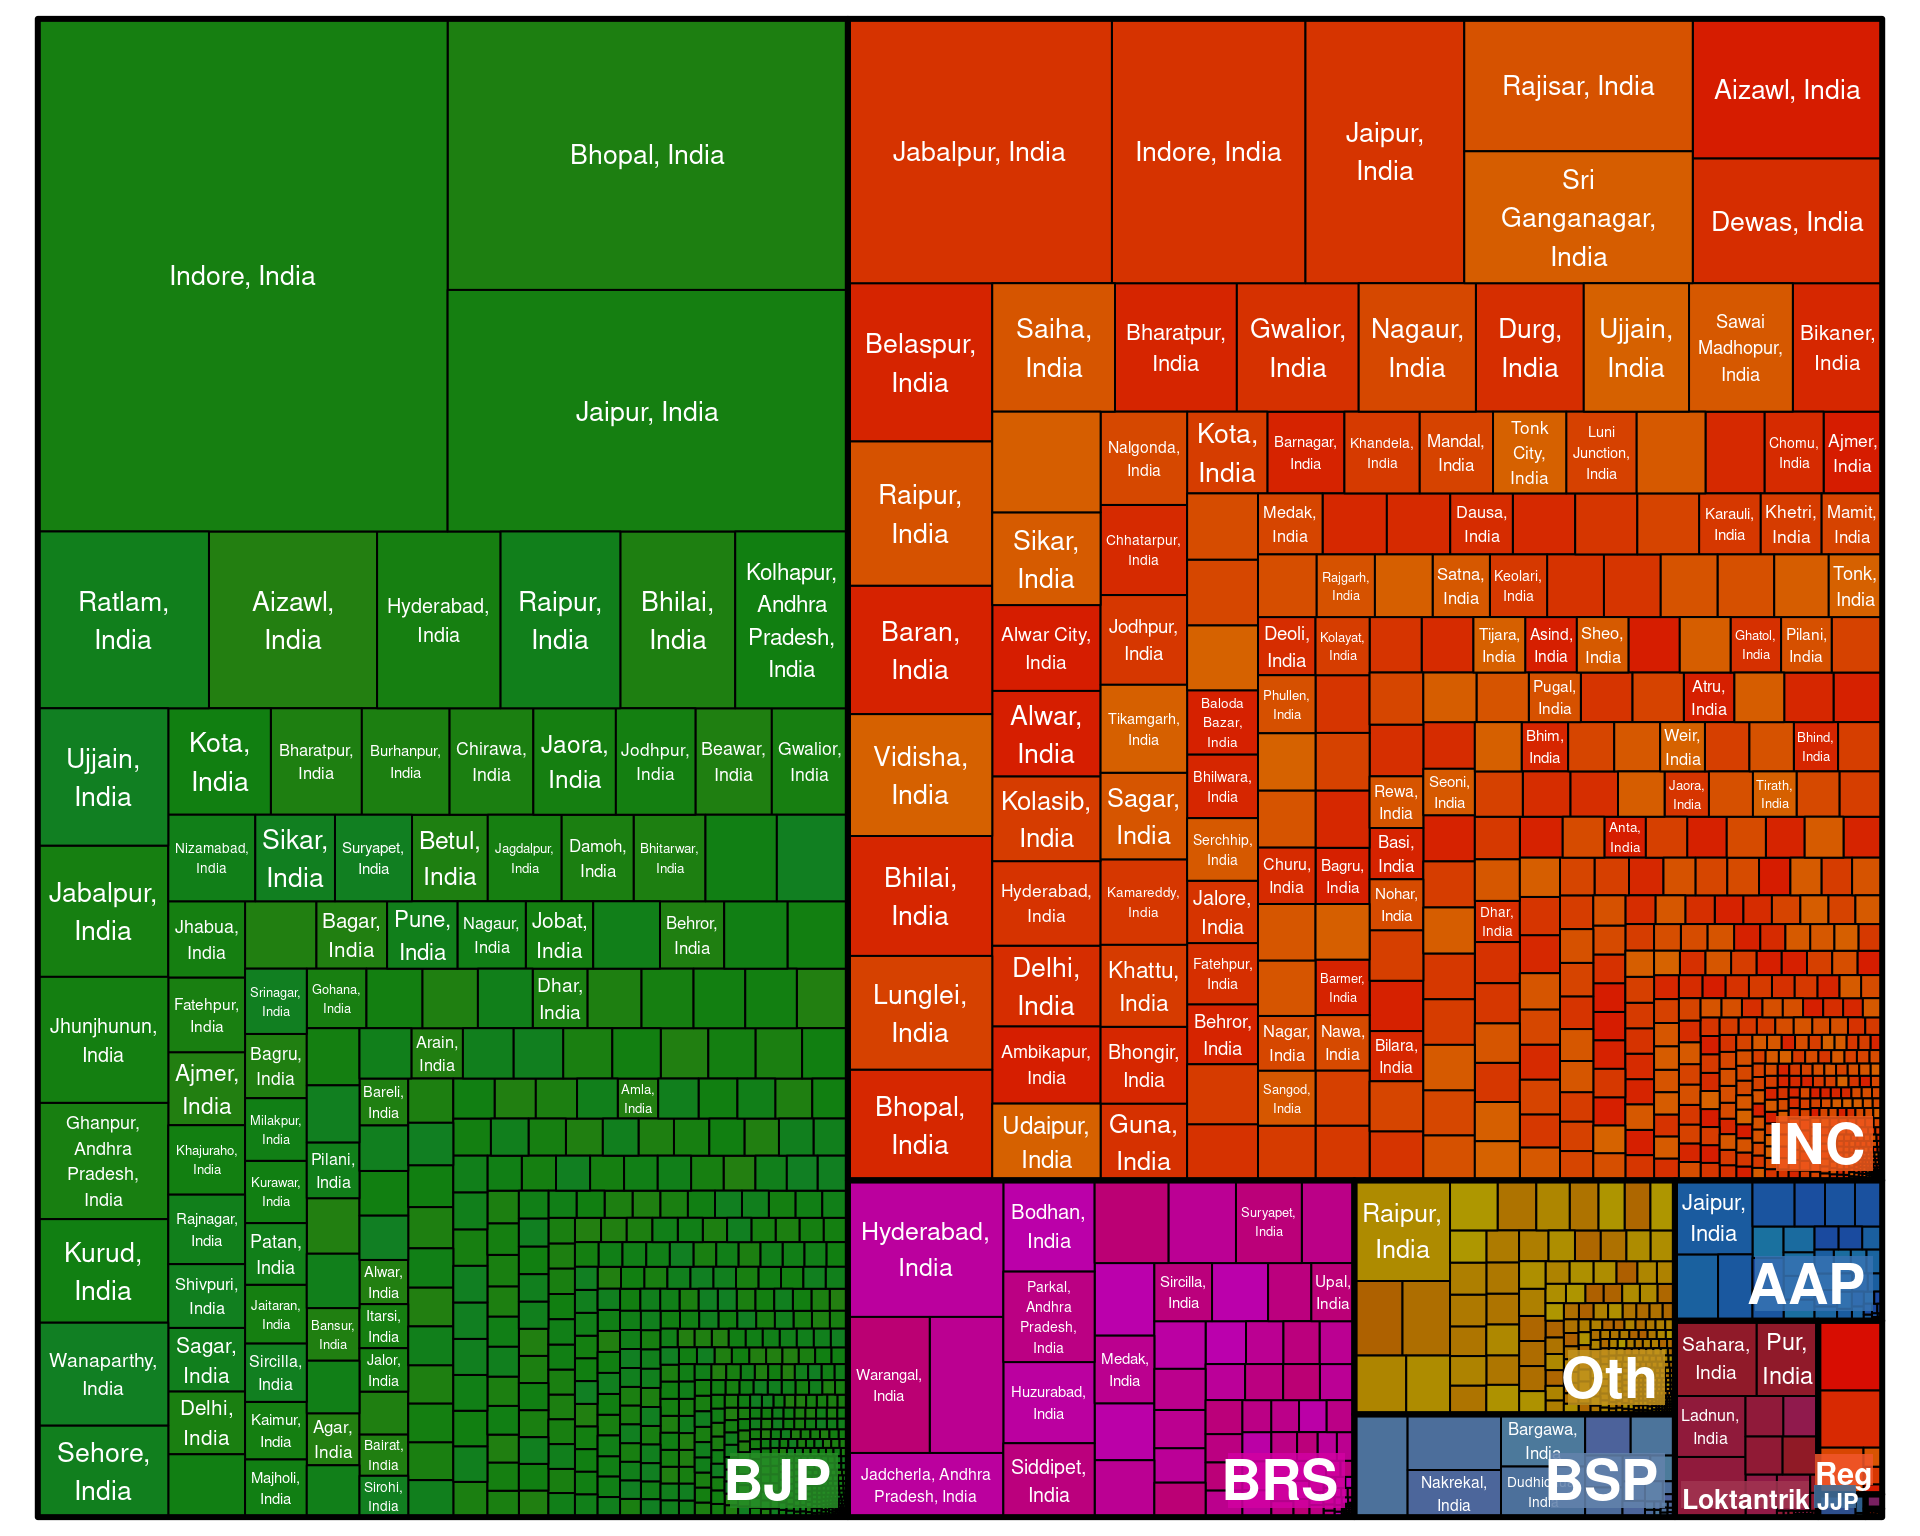 Indore, India
Bhopal, India
Jaipur, India
Ratlam,
India
Aizawl,
India
Hyderabad,
India
Raipur,
India
Bhilai,
India
Kolhapur,
Andhra
Pradesh,
India
Ujjain,
India
Kota,
India
Bharatpur,
India
Burhanpur,
India
Chirawa,
India
Jaora,
India
Jodhpur,
India
Beawar,
India
Gwalior,
India
Nizamabad,
India
Sikar,
India
Suryapet,
India
Betul,
India
Jagdalpur,
India
Damoh,
India
Bhitarwar,
India
Jabalpur,
India
Jhabua,
India
Bagar,
India
Pune,
India
Nagaur,
India
Jobat,
India
Behror,
India
Jhunjhunun,
India
Fatehpur,
India
Srinagar,
India
Gohana,
India
Dhar,
India
Ajmer,
India
Bagru,
India
Arain,
India
Bareli,
India
Amla,
India
Ghanpur,
Andhra
Pradesh,
India
Khajuraho,
India
Milakpur,
India
Kurawar,
India
Pilani,
India
Rajnagar,
India
Patan,
India
Kurud,
India
Shivpuri,
India
Jaitaran,
India
Bansur,
India
Alwar,
India
Itarsi,
India
Jalor,
India
Wanaparthy,
India
Sagar,
India
Sircilla,
India
Delhi,
India
Kaimur,
India
Agar,
India
Bairat,
India
Sehore,
India
Majholi,
India
Sirohi,
India
BJP
Jabalpur, India
Indore, India
Jaipur,
India
Rajisar, India
Sri
Ganganagar,
India
Aizawl, India
Dewas, India
Belaspur,
India
Saiha,
India
Bharatpur,
India
Gwalior,
India
Nagaur,
India
Durg,
India
Ujjain,
India
Sawai
Madhopur,
India
Bikaner,
India
Raipur,
India
Nalgonda,
India
Kota,
India
Barnagar,
India
Khandela,
India
Mandal,
India
Tonk
City,
India
Luni
Junction,
India
Chomu,
India
Ajmer,
India
Sikar,
India
Chhatarpur,
India
Medak,
India
Dausa,
India
Karauli,
India
Khetri,
India
Mamit,
India
Rajgarh,
India
Satna,
India
Keolari,
India
Tonk,
India
Baran,
India
Alwar City,
India
Jodhpur,
India
Deoli,
India
Kolayat,
India
Tijara,
India
Asind,
India
Sheo,
India
Ghatol,
India
Pilani,
India
Alwar,
India
Tikamgarh,
India
Baloda
Bazar,
India
Phullen,
India
Pugal,
India
Atru,
India
Vidisha,
India
Bhim,
India
Weir,
India
Bhind,
India
Kolasib,
India
Sagar,
India
Bhilwara,
India
Rewa,
India
Seoni,
India
Jaora,
India
Tirath,
India
Serchhip,
India
Basi,
India
Anta,
India
Bhilai,
India
Hyderabad,
India
Kamareddy,
India
Jalore,
India
Churu,
India
Bagru,
India
Nohar,
India
Dhar,
India
Lunglei,
India
Delhi,
India
Khattu,
India
Fatehpur,
India
Barmer,
India
Ambikapur,
India
Bhongir,
India
Behror,
India
Nagar,
India
Nawa,
India
Bilara,
India
Bhopal,
India
Udaipur,
India
Guna,
India
Sangod,
India
INC
Hyderabad,
India
Bodhan,
India
Suryapet,
India
Parkal,
Andhra
Pradesh,
India
Sircilla,
India
Upal,
India
Warangal,
India
Huzurabad,
India
Medak,
India
Jadcherla, Andhra
Pradesh, India
Siddipet,
India
BRS
Raipur,
India
Oth
Jaipur,
India
AAP
Bargawa,
India
Nakrekal,
India
BSP
Sahara,
India
Pur,
India
Ladnun,
India
Loktantrik
Reg
JJP